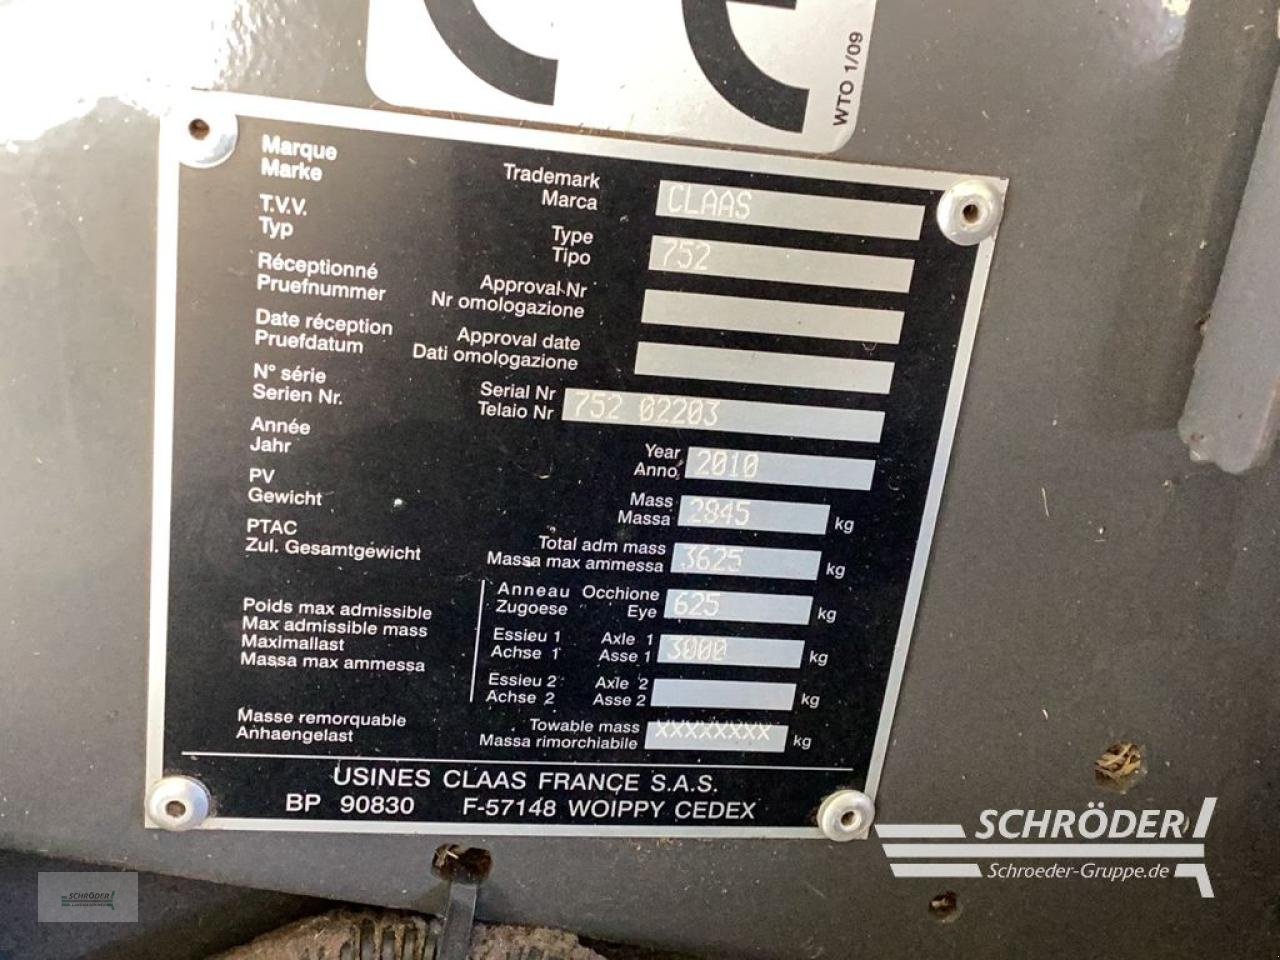 CE
WTO 1/09
Marque Trademark CLAAS
Marke Marca
T.V.V. Type 752
Typ Tipo
Réceptionné Approval Nr
Pruefnummer Nr omologazione
Date réception Approval date
Pruefdatum Dati omologazione
N° série Serial Nr 752 02203
Serien Nr. Telaio Nr
Année Year 2010
Jahr Anno
PV Mass 2845 kg
Gewicht Massa
PTAC Total adm mass 3625 kg
Zul. Gesamtgewicht Massa max ammessa
Poids max admissible
Max admissible mass
Maximallast
Massa max ammessa
Anneau Occhione 625 kg
Zugoese Eye
Essieu 1 Axle 1 3000 kg
Achse 1 Asse 1
Essieu 2 Axle 2 kg
Achse 2 Asse 2
Masse remorquable Towable mass XXXXXXXX kg
Anhaengelast Massa rimorchiabile
USINES CLAAS FRANCE S.A.S.
BP 90830 F-57148 WOIPPY CEDEX
SCHRÖDER
Schroeder-Gruppe.de
SCHRÖDER